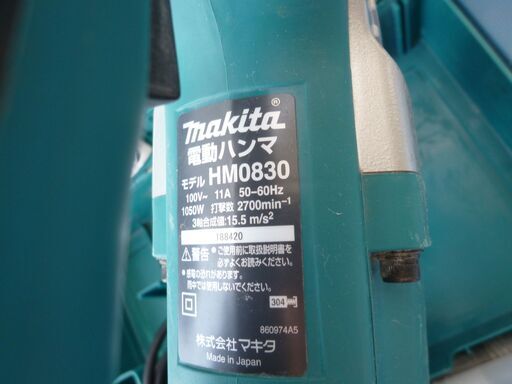 makita®
電動ハンマ
モデル HM0830
100V~ 11A 50-60Hz
1050W 打撃数 2700min⁻¹
3軸合成値:15.5 m/s²
188420
⚠警告 ●ご使用前に取扱説明書を
必ずよくお読みください。
●感電の恐れがあります。
雨中では使用しないでください。
304
860974A5
株式会社 マキタ
Made in Japan